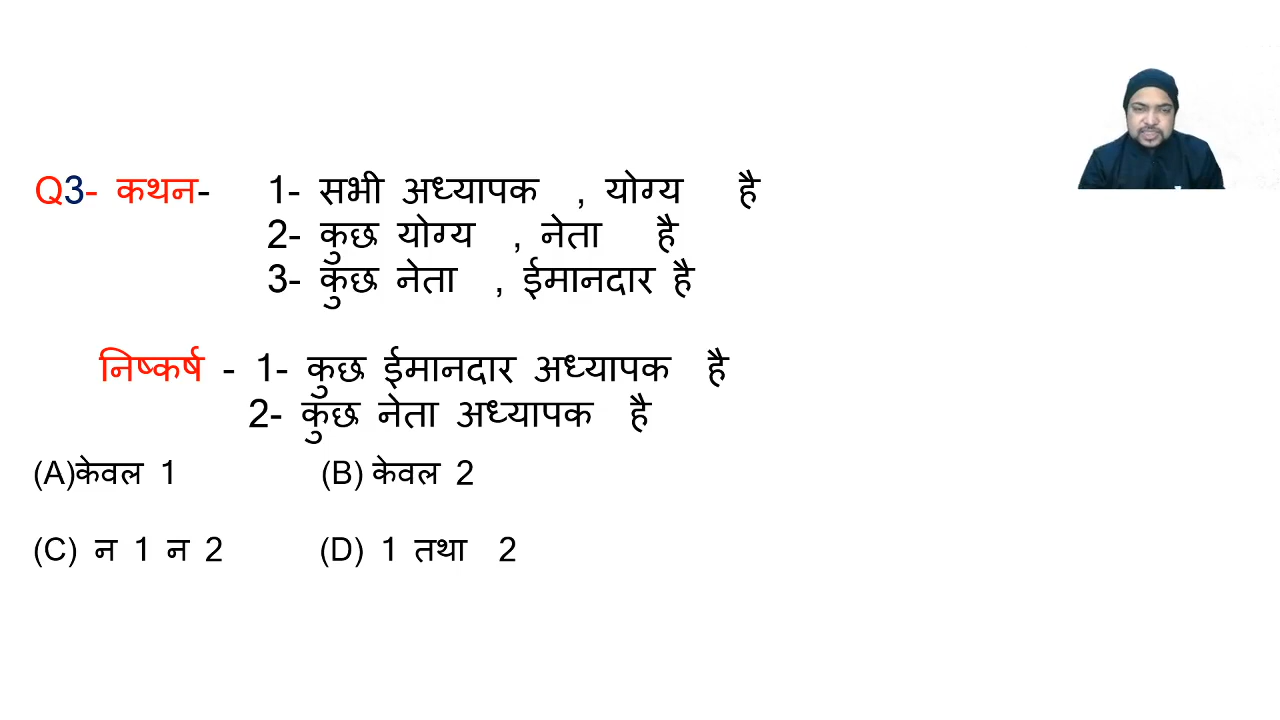 Q3- कथन- 1- सभी अध्यापक , योग्य है
2- कुछ योग्य , नेता है
3- कुछ नेता , ईमानदार है
निष्कर्ष - 1- कुछ ईमानदार अध्यापक है
2- कुछ नेता अध्यापक है
(A)केवल 1 (B) केवल 2
(C) न 1 न 2 (D) 1 तथा 2